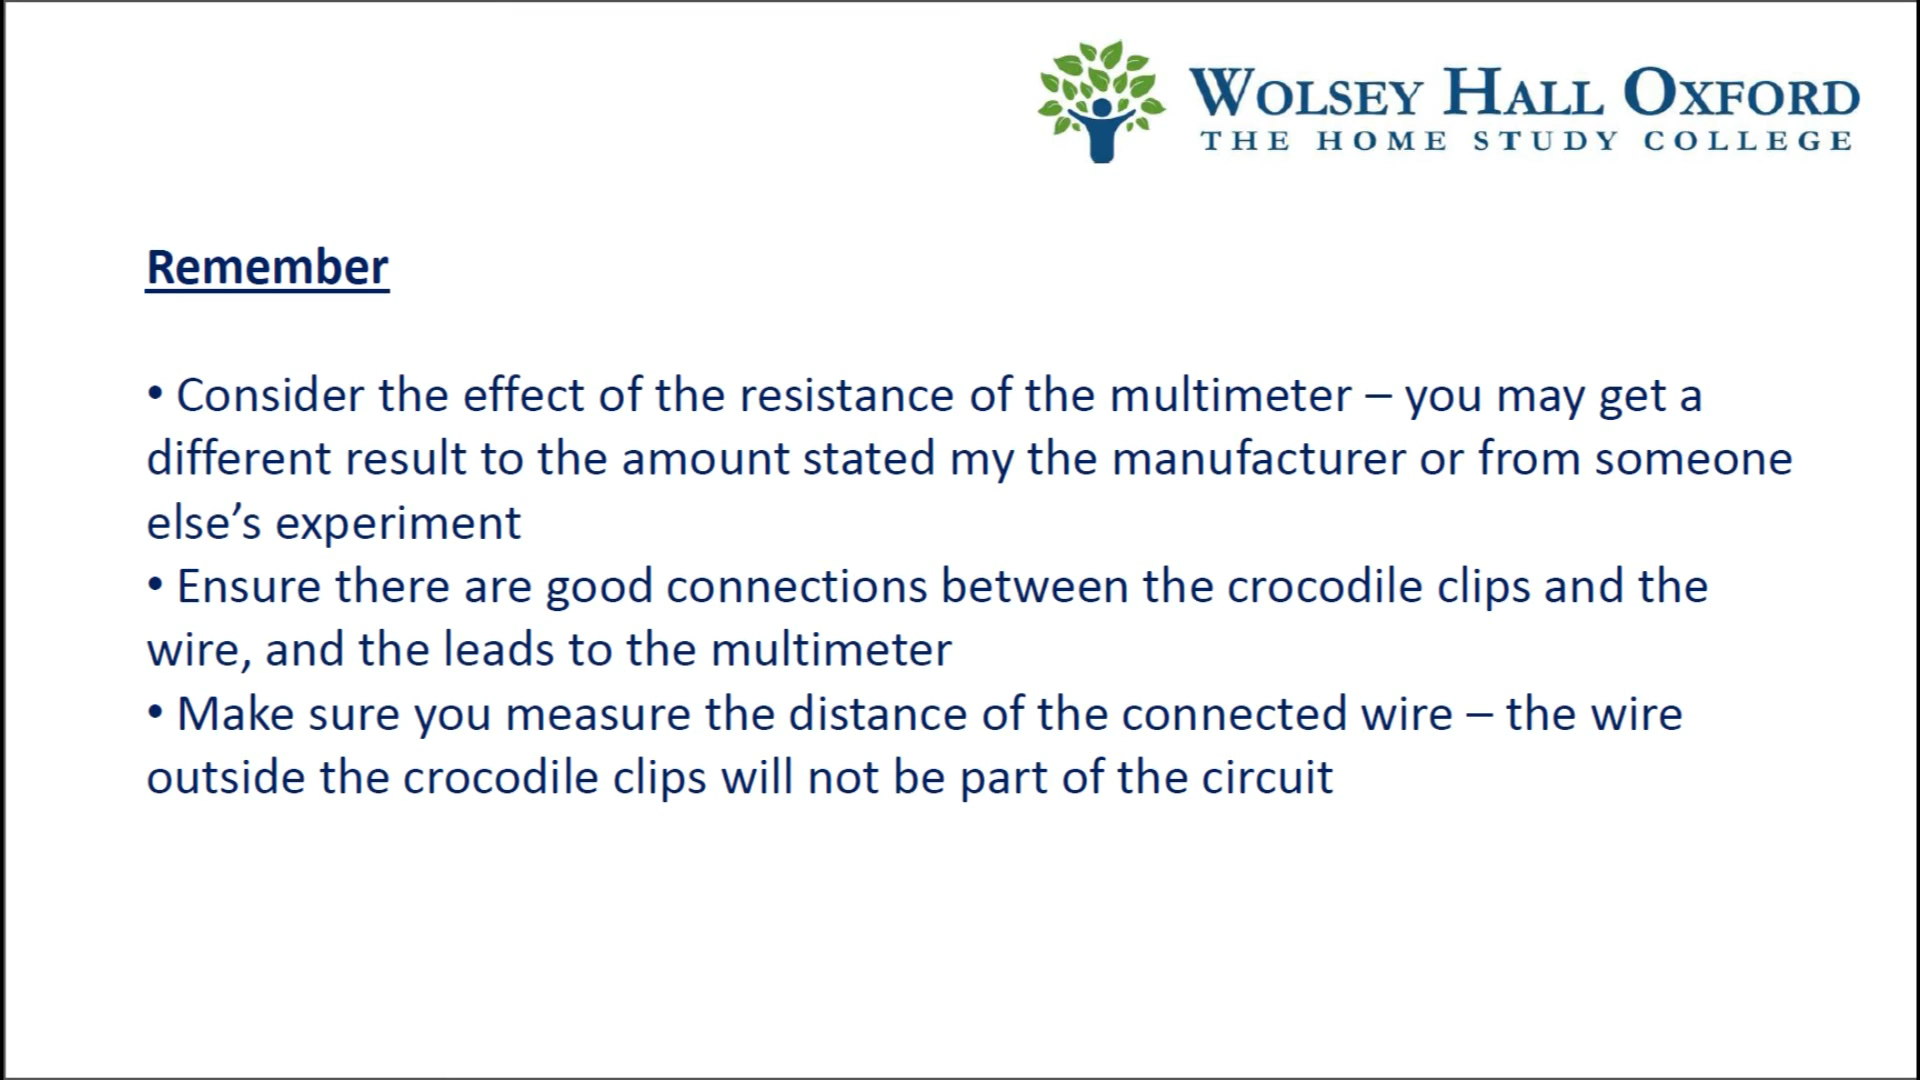 WOLSEY HALL OXFORD
THE HOME STUDY COLLEGE
Remember
• Consider the effect of the resistance of the multimeter – you may get a
different result to the amount stated my the manufacturer or from someone
else’s experiment
• Ensure there are good connections between the crocodile clips and the
wire, and the leads to the multimeter
• Make sure you measure the distance of the connected wire – the wire
outside the crocodile clips will not be part of the circuit